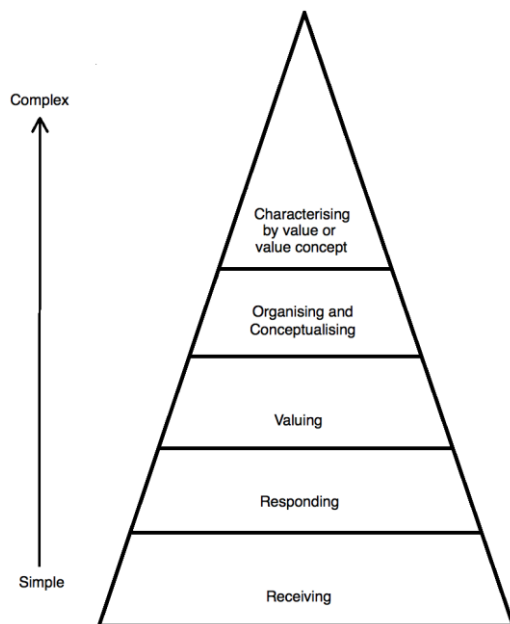 Complex
Characterising
by value or
value concept
Organising and
Conceptualising
Valuing
Responding
Simple
Receiving